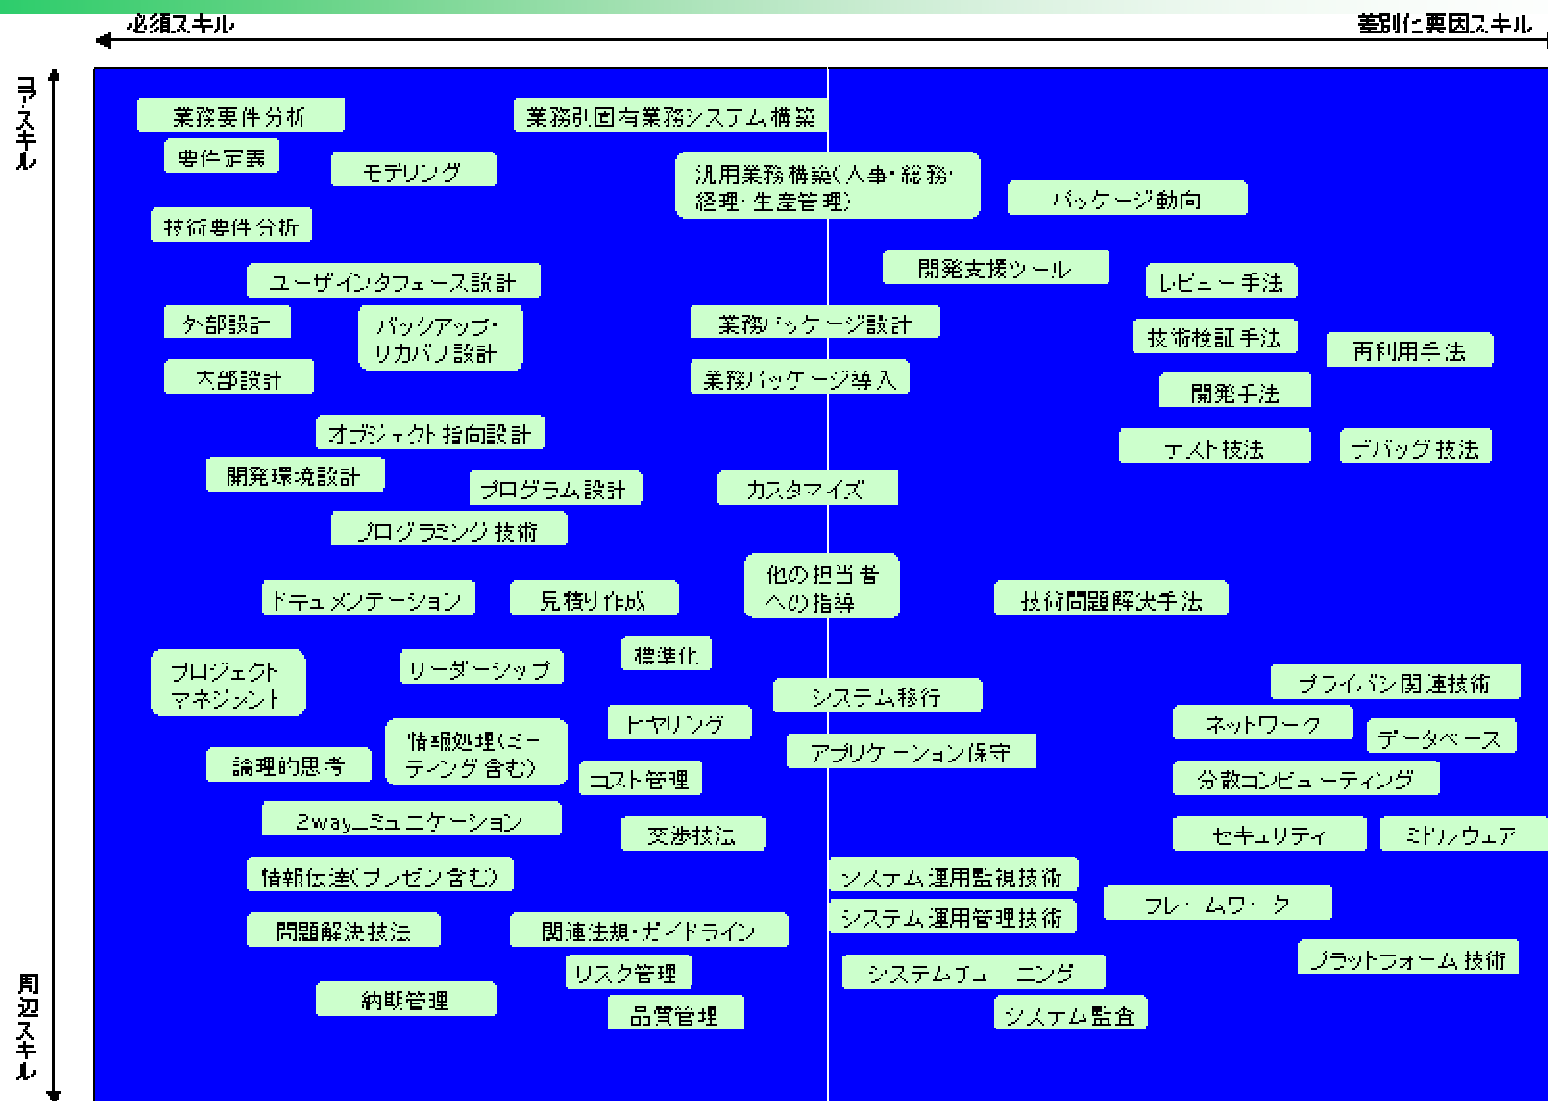 必須スキル
差別化要因スキル
コア・スキル
業務要件分析
業務別固有業務システム構築
要件定義
モデリング
汎用業務構築(人事・総務・
経理・生産管理)
パッケージ動向
技術要件分析
開発支援ツール
ユーザインタフェース設計
レビュー手法
外部設計
バックアップ・
リカバリ設計
業務パッケージ設計
技術検証手法
再利用手法
内部設計
業務パッケージ導入
開発手法
オブジェクト指向設計
テスト技法
デバッグ技法
開発環境設計
プログラム設計
カスタマイズ
プログラミング技術
他の担当者
への指導
ドキュメンテーション
見積り作成
技術問題解決手法
標準化
プロジェクト
マネジメント
リーダーシップ
システム移行
プライバシ関連技術
ヒヤリング
ネットワーク
データベース
情報処理(ミー
ティング含む)
論理的思考
アプリケーション保守
コスト管理
分散コンピューティング
2wayコミュニケーション
交渉技法
セキュリティ
ミドルウェア
情報伝達(プレゼン含む)
システム運用監視技術
システム運用管理技術
フレームワーク
問題解決技法
関連法規・ガイドライン
プラットフォーム技術
リスク管理
システムチューニング
納期管理
品質管理
システム監査
周辺スキル